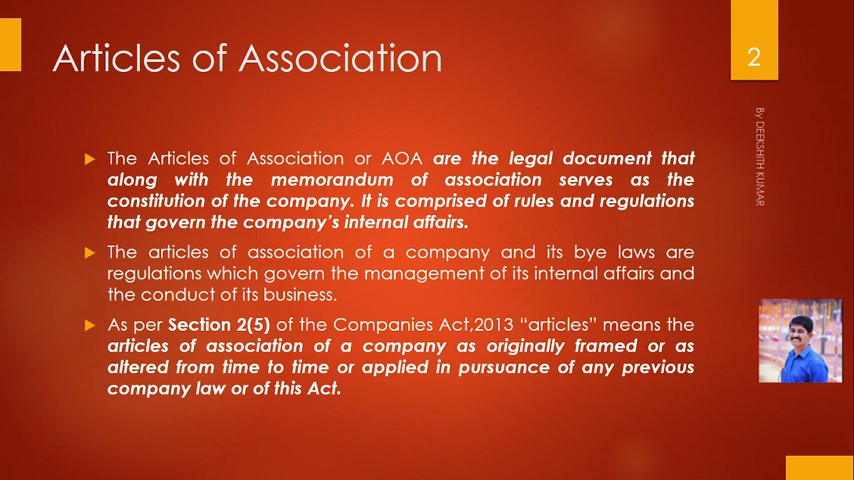 Articles of Association
2
By DEEKSHITH KUMAR
The Articles of Association or AOA are the legal document that
along with the memorandum of association serves as the
constitution of the company. It is comprised of rules and regulations
that govern the company’s internal affairs.
The articles of association of a company and its bye laws are
regulations which govern the management of its internal affairs and
the conduct of its business.
As per Section 2(5) of the Companies Act,2013 “articles” means the
articles of association of a company as originally framed or as
altered from time to time or applied in pursuance of any previous
company law or of this Act.